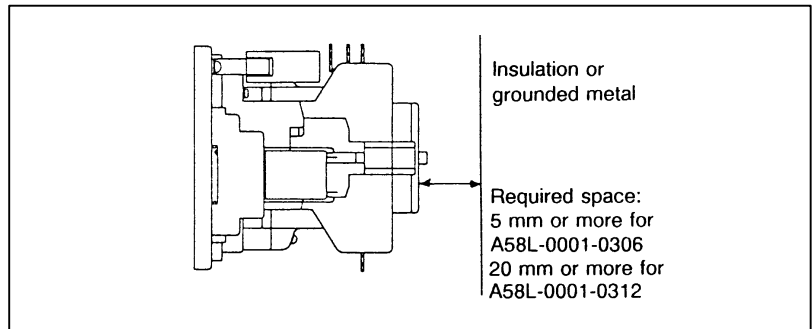 Insulation or
grounded metal
Required space:
5 mm or more for
A58L-0001-0306
20 mm or more for
A58L-0001-0312